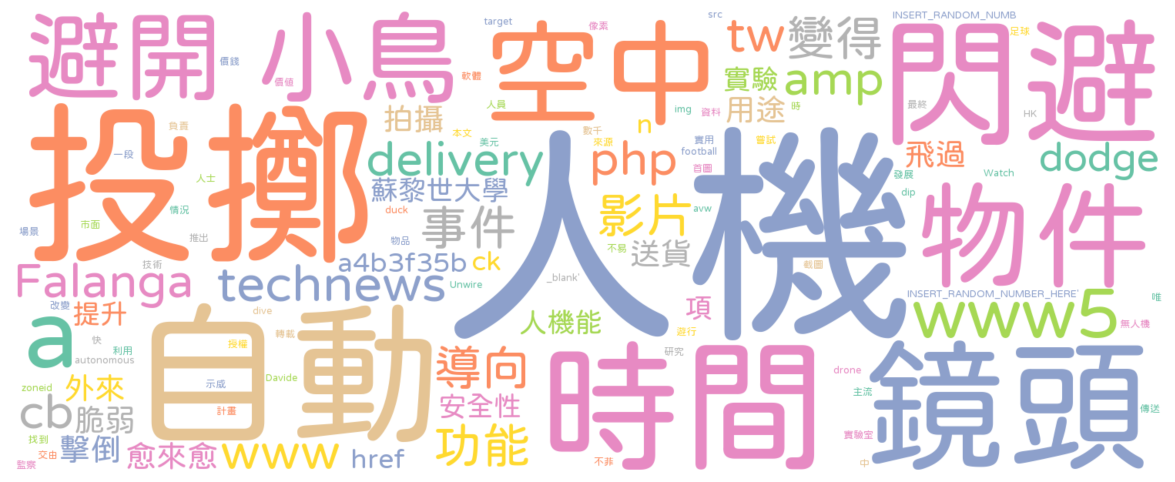 target
像素
src
INSERT_RANDOM_NUMB
避開
小鳥
空中
tw
變得
閃避
足球
價錢
價値
軟體
實驗
amp
人員
img
資料
用途
時
最終
HK
投擲
負責
拍攝
本文
數千
n
人機
一段
delivery
美元
來源
php
實用
嘗試
飛過
dodge
football
首圖
發展
Watch
人士
蘇黎世大學
dip
物件
市面
情況
duck
事件
影片
avw
場景
推出
物品
不易
送貨
技術
a4b3f35b
ck
截圖
Falanga
technews
_blank'
Unwire
INSERT_RANDOM_NUMBER_HERE'
唯
改變
提升
dive
人機能
項
www5
無人機
a
快
利用
自動
轉載
遊行
autonomous
授權
導向
時間
研究
鏡頭
zoneid
外來
示成
Davide
drone
主流
cb
脆弱
計畫
安全性
傳送
找到
擊倒
功能
實驗室
交由
監察
愈來愈
www
href
不菲
中